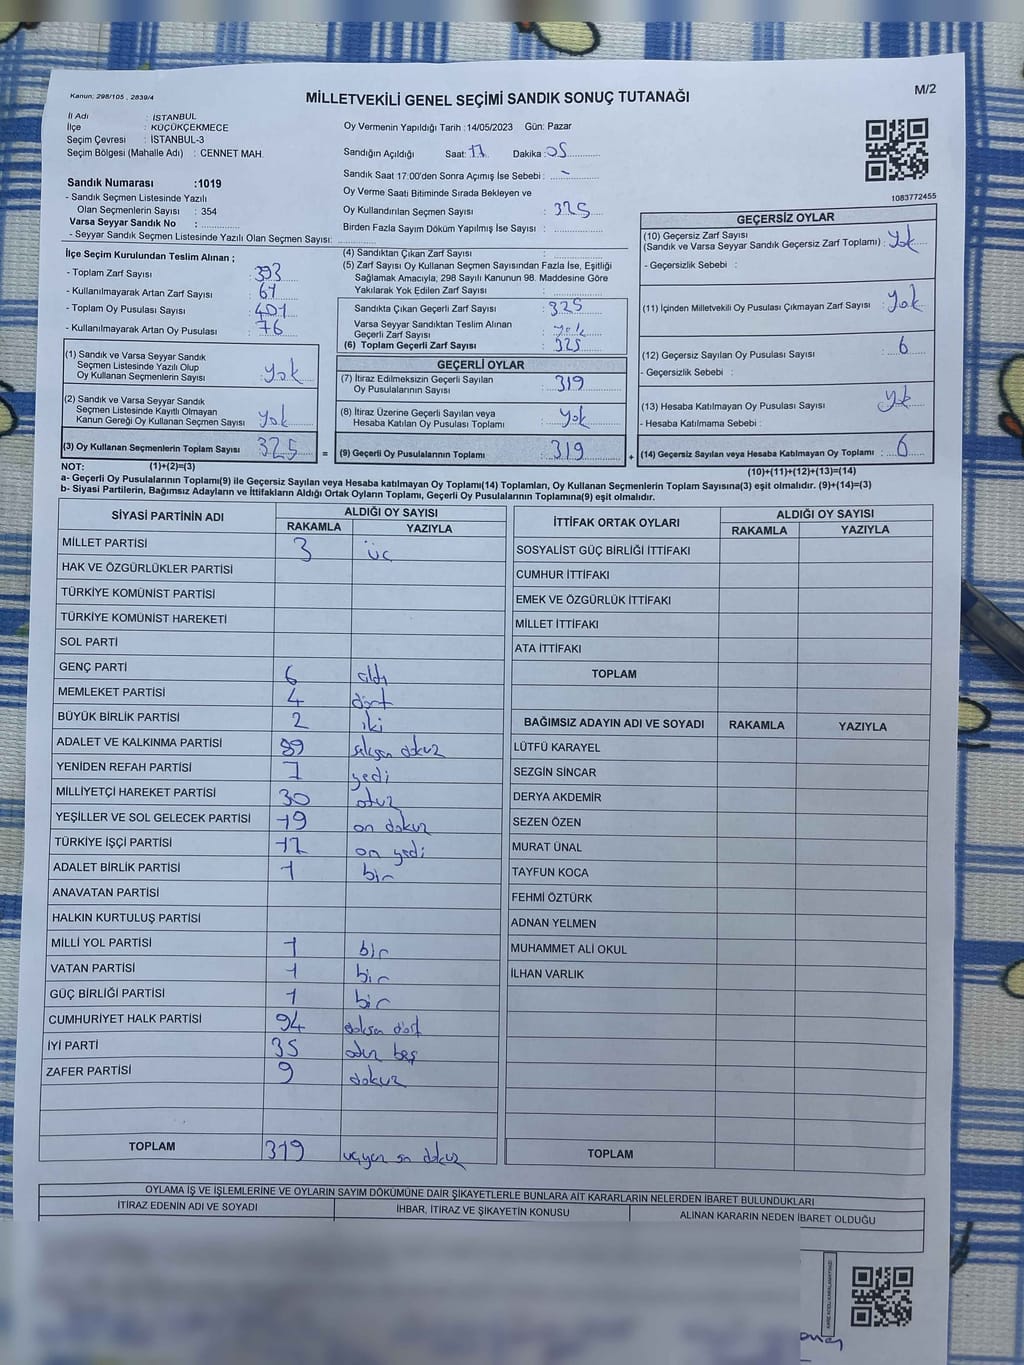 Kanun: 298/105 , 2839/4
MİLLETVEKİLİ GENEL SEÇİMİ SANDIK SONUÇ TUTANAĞI
M/2
İl Adı : İSTANBUL
İlçe : KÜÇÜKÇEKMECE
Seçim Çevresi : İSTANBUL-3
Seçim Bölgesi (Mahalle Adı) : CENNET MAH.
Oy Vermenin Yapıldığı Tarih :14/05/2023 Gün: Pazar
Sandığın Açıldığı Saat: 17 Dakika: 05
Sandık Saat 17:00'den Sonra Açımış İse Sebebi : -
Oy Verme Saati Bitiminde Sırada Bekleyen ve
Oy Kullandırılan Seçmen Sayısı : 325
Birden Fazla Sayım Döküm Yapılmış İse Sayısı :
1083772455
Sandık Numarası :1019
- Sandık Seçmen Listesinde Yazılı
Olan Seçmenlerin Sayısı : 354
Varsa Seyyar Sandık No :
- Seyyar Sandık Seçmen Listesinde Yazılı Olan Seçmen Sayısı:
İlçe Seçim Kurulundan Teslim Alınan ;
- Toplam Zarf Sayısı : 393
- Kullanılmayarak Artan Zarf Sayısı : 67
- Toplam Oy Pusulası Sayısı : 401
- Kullanılmayarak Artan Oy Pusulası : 76
(1) Sandık ve Varsa Seyyar Sandık
Seçmen Listesinde Yazılı Olup
Oy Kullanan Seçmenlerin Sayısı : yok
(2) Sandık ve Varsa Seyyar Sandık
Seçmen Listesinde Kayıtlı Olmayan
Kanun Gereği Oy Kullanan Seçmen Sayısı : yok
(3) Oy Kullanan Seçmenlerin Toplam Sayısı : 325 =
(4) Sandıktan Çıkan Zarf Sayısı :
(5) Zarf Sayısı Oy Kullanan Seçmen Sayısından Fazla İse, Eşitliği
Sağlamak Amacıyla; 298 Sayılı Kanunun 98. Maddesine Göre
Yakılarak Yok Edilen Zarf Sayısı :
Sandıkta Çıkan Geçerli Zarf Sayısı : 325
Varsa Seyyar Sandıktan Teslim Alınan
Geçerli Zarf Sayısı : yok
(6) Toplam Geçerli Zarf Sayısı : 325
GEÇERLİ OYLAR
(7) İtiraz Edilmeksizin Geçerli Sayılan
Oy Pusulalarının Sayısı : 319
(8) İtiraz Üzerine Geçerli Sayılan veya
Hesaba Katılan Oy Pusulası Toplamı : yok
(9) Geçerli Oy Pusulalarının Toplamı : 319 +
GEÇERSİZ OYLAR
(10) Geçersiz Zarf Sayısı
(Sandık ve Varsa Seyyar Sandık Geçersiz Zarf Toplamı) : yok
- Geçersizlik Sebebi :
(11) İçinden Milletvekili Oy Pusulası Çıkmayan Zarf Sayısı : yok
(12) Geçersiz Sayılan Oy Pusulası Sayısı : 6
- Geçersizlik Sebebi :
(13) Hesaba Katılmayan Oy Pusulası Sayısı : yok
- Hesaba Katılmama Sebebi :
(14) Geçersiz Sayılan veya Hesaba Katılmayan Oy Toplamı : 6
NOT: (1)+(2)=(3)
(10)+(11)+(12)+(13)=(14)
a- Geçerli Oy Pusulalarının Toplamı(9) ile Geçersiz Sayılan veya Hesaba katılmayan Oy Toplamı(14) Toplamları, Oy Kullanan Seçmenlerin Toplam Sayısına(3) eşit olmalıdır. (9)+(14)=(3)
b- Siyasi Partilerin, Bağımsız Adayların ve İttifakların Aldığı Ortak Oyların Toplamı, Geçerli Oy Pusulalarının Toplamına(9) eşit olmalıdır.
SİYASİ PARTİNİN ADI ALDIĞI OY SAYISI
RAKAMLA YAZIYLA
MİLLET PARTİSİ 3 üç
HAK VE ÖZGÜRLÜKLER PARTİSİ
TÜRKİYE KOMÜNİST PARTİSİ
TÜRKİYE KOMÜNİST HAREKETİ
SOL PARTİ
GENÇ PARTİ 6 altı
MEMLEKET PARTİSİ 4 dört
BÜYÜK BİRLİK PARTİSİ 2 iki
ADALET VE KALKINMA PARTİSİ 89 seksen dokuz
YENİDEN REFAH PARTİSİ 7 yedi
MİLLİYETÇİ HAREKET PARTİSİ 30 otuz
YEŞİLLER VE SOL GELECEK PARTİSİ 19 on dokuz
TÜRKİYE İŞÇİ PARTİSİ 17 on yedi
ADALET BİRLİK PARTİSİ 1 bir
ANAVATAN PARTİSİ
HALKIN KURTULUŞ PARTİSİ
MİLLİ YOL PARTİSİ 1 bir
VATAN PARTİSİ 1 bir
GÜÇ BİRLİĞİ PARTİSİ 1 bir
CUMHURİYET HALK PARTİSİ 94 doksan dört
İYİ PARTİ 35 otuz beş
ZAFER PARTİSİ 9 dokuz
TOPLAM 319 üçyüz on dokuz
İTTİFAK ORTAK OYLARI ALDIĞI OY SAYISI
RAKAMLA YAZIYLA
SOSYALİST GÜÇ BİRLİĞİ İTTİFAKI
CUMHUR İTTİFAKI
EMEK VE ÖZGÜRLÜK İTTİFAKI
MİLLET İTTİFAKI
ATA İTTİFAKI
TOPLAM
BAĞIMSIZ ADAYIN ADI VE SOYADI RAKAMLA YAZIYLA
LÜTFÜ KARAYEL
SEZGİN SİNCAR
DERYA AKDEMİR
SEZEN ÖZEN
MURAT ÜNAL
TAYFUN KOCA
FEHMİ ÖZTÜRK
ADNAN YELMEN
MUHAMMET ALİ OKUL
İLHAN VARLIK
TOPLAM
OYLAMA İŞ VE İŞLEMLERİNE VE OYLARIN SAYIM DÖKÜMÜNE DAİR ŞİKAYETLERLE BUNLARA AİT KARARLARIN NELERDEN İBARET BULUNDUKLARI
İTİRAZ EDENİN ADI VE SOYADI İHBAR, İTİRAZ VE ŞİKAYETİN KONUSU ALINAN KARARIN NEDEN İBARET OLDUĞU